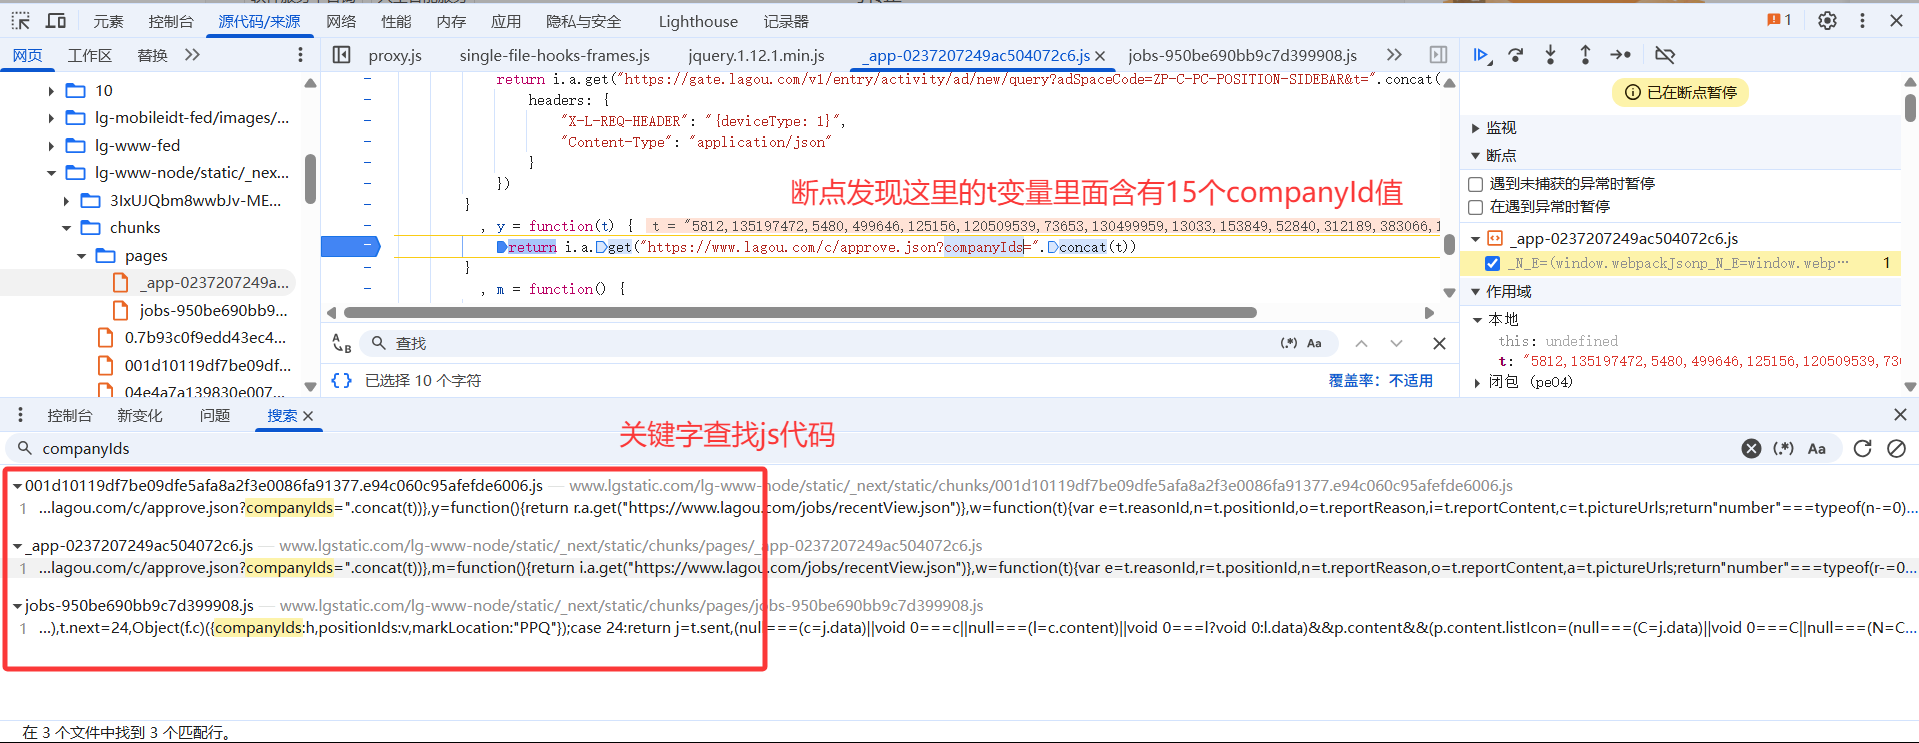 元素 控制台 源代码/来源 网络 性能 内存 应用 隐私与安全 Lighthouse 记录器 1
网页 工作区 替换 proxy.js single-file-hooks-frames.js jquery.1.12.1.min.js _app-0237207249ac504072c6.js jobs-950be690bb9c7d399908.js
10
lg-mobileidt-fed/images/...
lg-www-fed
lg-www-node/static/_nex...
3IxUJQbm8wwbJv-ME...
chunks
pages
_app-0237207249a...
jobs-950be690bb9...
0.7b93c0f9edd43ec4...
001d10119df7be09df...
04e4a7a139830e007...
return i.a.get("https://gate.lagou.com/v1/entry/activity/ad/new/query?adSpaceCode=ZP-C-PC-POSITION-SIDEBAR&t=".concat(
headers: {
"X-L-REQ-HEADER": "{deviceType: 1}",
"Content-Type": "application/json"
}
})
断点发现这里的t变量里面含有15个companyId值
}
, y = function(t) { t = "5812,135197472,5480,499646,125156,120509539,73653,130499959,13033,153849,52840,312189,383066,1
return i.a.get("https://www.lagou.com/c/approve.json?companyIds=".concat(t))
}
, m = function() {
查找 (.*) Aa
{} 已选择 10 个字符 覆盖率：不适用
已在断点暂停
监视
断点
遇到未捕获的异常时暂停
在遇到异常时暂停
_app-0237207249ac504072c6.js
_N_E=(window.webpackJsonp_N_E=window.webp… 1
作用域
本地
this: undefined
t: "5812,135197472,5480,499646,125156,120509539,736
闭包 (pe04)
控制台 新变化 问题 搜索
关键字查找js代码
companyIds (.*) Aa
001d10119df7be09dfe5afa8a2f3e0086fa91377.e94c060c95afefde6006.js — www.lgstatic.com/lg-www-node/static/_next/static/chunks/001d10119df7be09dfe5afa8a2f3e0086fa91377.e94c060c95afefde6006.js
1 ...lagou.com/c/approve.json?companyIds=".concat(t))},y=function(){return r.a.get("https://www.lagou.com/jobs/recentView.json")},w=function(t){var e=t.reasonId,n=t.positionId,o=t.reportReason,i=t.reportContent,c=t.pictureUrls;return"number"===typeof(n-=0)...
_app-0237207249ac504072c6.js — www.lgstatic.com/lg-www-node/static/_next/static/chunks/pages/_app-0237207249ac504072c6.js
1 ...lagou.com/c/approve.json?companyIds=".concat(t))},m=function(){return i.a.get("https://www.lagou.com/jobs/recentView.json")},w=function(t){var e=t.reasonId,r=t.positionId,n=t.reportReason,o=t.reportContent,a=t.pictureUrls;return"number"===typeof(r-=0...
jobs-950be690bb9c7d399908.js — www.lgstatic.com/lg-www-node/static/_next/static/chunks/pages/jobs-950be690bb9c7d399908.js
1 ...),t.next=24,Object(f.c)({companyIds:h,positionIds:v,markLocation:"PPQ"});case 24:return j=t.sent,(null===(c=j.data)||void 0===c||null===(l=c.content)||void 0===l?void 0:l.data)&&p.content&&(p.content.listIcon=(null===(C=j.data)||void 0===C||null===(N=C...
在 3 个文件中找到 3 个匹配行。